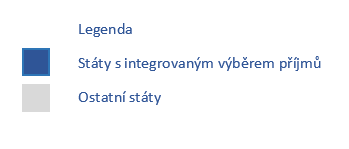 Legenda
Státy s integrovaným výběrem příjmů
Ostatní státy